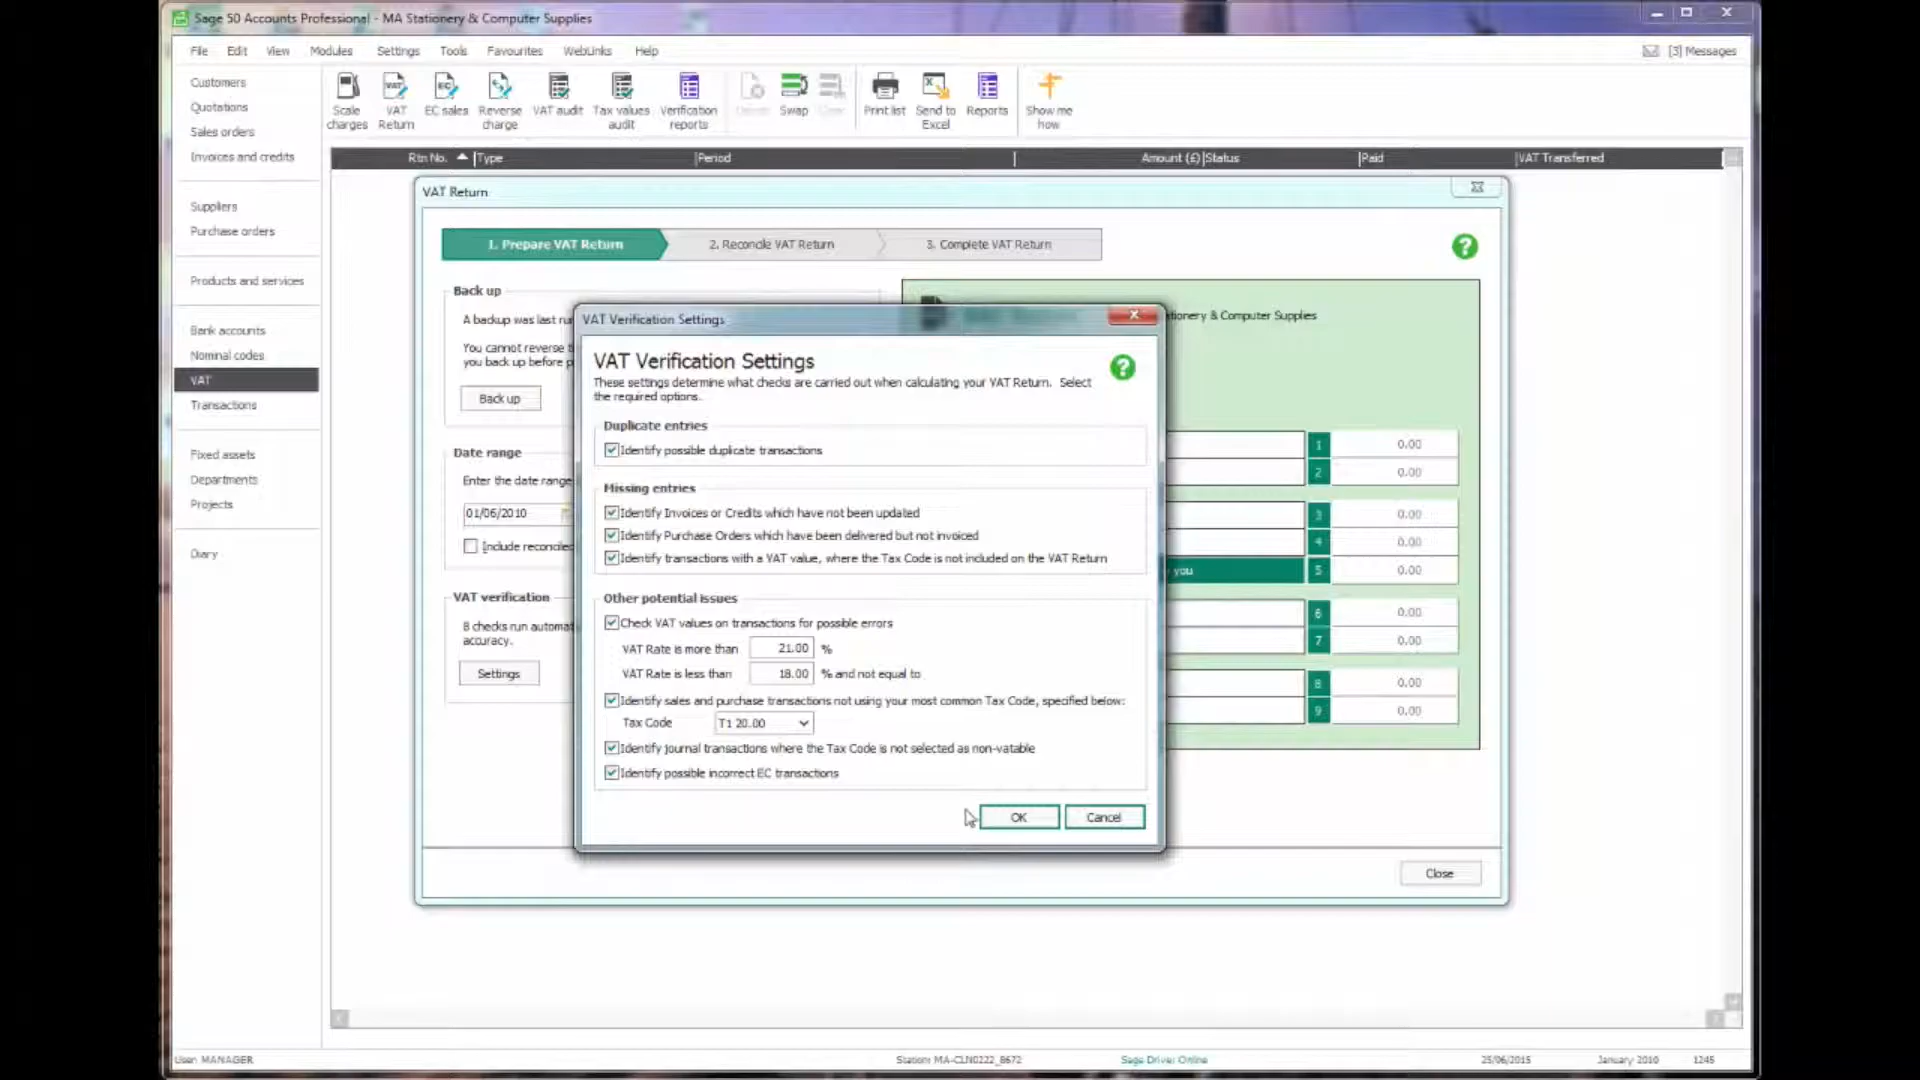 Sage 50 Accounts Professional - MA Stationery & Computer Supplies
File Edit View Modules Settings Tools Favourites WebLinks Help
[3] Messages
Customers
Quotations
Sales orders
Invoices and credits
Suppliers
Purchase orders
Products and services
Bank accounts
Nominal codes
VAT
Transactions
Fixed assets
Departments
Projects
Diary
Scale charges
VAT Return
EC sales
Reverse charge
VAT audit
Tax values audit
Verification reports
Swap
Print list
Send to Excel
Reports
Show me how
Rtn No. Type Period Amount (£) Status Paid VAT Transferred
VAT Return
1. Prepare VAT Return 2. Reconcile VAT Return 3. Complete VAT Return
Back up
A backup was last
You cannot reverse
you back up before
Back up
Date range
Enter the date range
01/06/2010
Include reconciled
VAT verification
8 checks run
accuracy.
Settings
& Computer Supplies
1 0.00
2 0.00
3 0.00
4 0.00
you 5 0.00
6 0.00
7 0.00
8 0.00
9 0.00
Close
VAT Verification Settings
VAT Verification Settings
These settings determine what checks are carried out when calculating your VAT Return. Select
the required options.
Duplicate entries
Identify possible duplicate transactions
Missing entries
Identify Invoices or Credits which have not been updated
Identify Purchase Orders which have been delivered but not invoiced
Identify transactions with a VAT value, where the Tax Code is not included on the VAT Return
Other potential issues
Check VAT values on transactions for possible errors
VAT Rate is more than 21.00 %
VAT Rate is less than 18.00 % and not equal to
Identify sales and purchase transactions not using your most common Tax Code, specified below:
Tax Code T1 20.00
Identify journal transactions where the Tax Code is not selected as non-vatable
Identify possible incorrect EC transactions
OK Cancel
User: MANAGER
Station: MA-CLN0222_8672
Sage Drive: Online
25/06/2015
January 2010
1245